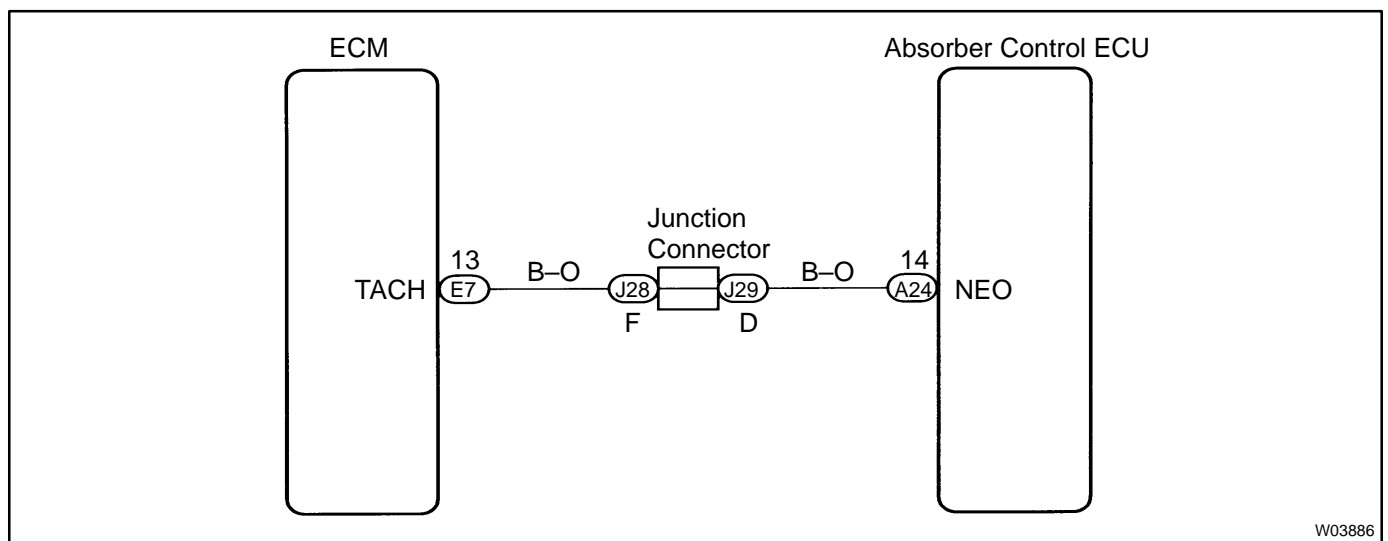 ECM
Absorber Control ECU
Junction
Connector
13
B–O
B–O
14
TACH
E7
J28
J29
A24
NEO
F
D
W03886